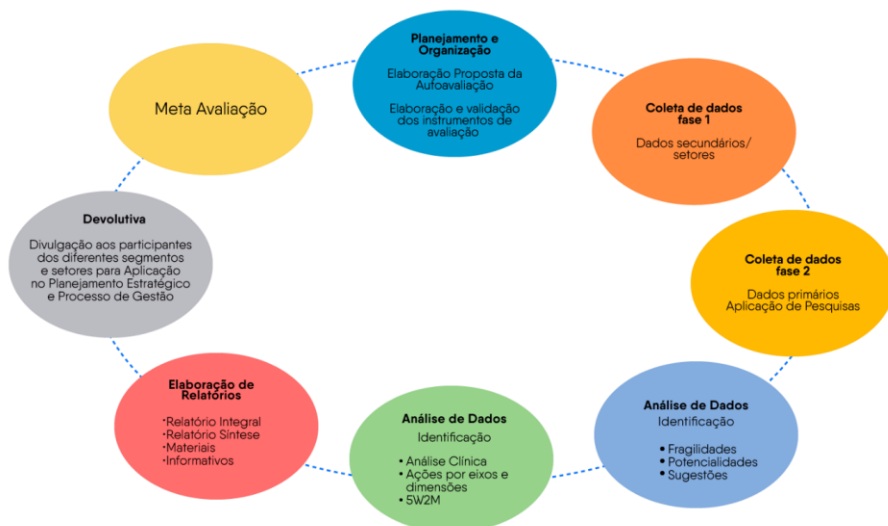 Planejamento e
Organização
Elaboração Proposta da
Autoavaliação
Elaboração e validação
dos instrumentos de
avaliação
Coleta de dados
fase 1
Dados secundários/
setores
Coleta de dados
fase 2
Dados primários
Aplicação de Pesquisas
Análise de Dados
Identificação
• Fragilidades
• Potencialidades
• Sugestões
Análise de Dados
Identificação
• Análise Clínica
• Ações por eixos e
dimensões
• 5W2M
Elaboração de
Relatórios
·Relatório Integral
·Relatório Síntese
·Materiais
·Informativos
Devolutiva
Divulgação aos participantes
dos diferentes segmentos
e setores para Aplicação
no Planejamento Estratégico
e Processo de Gestão
Meta Avaliação